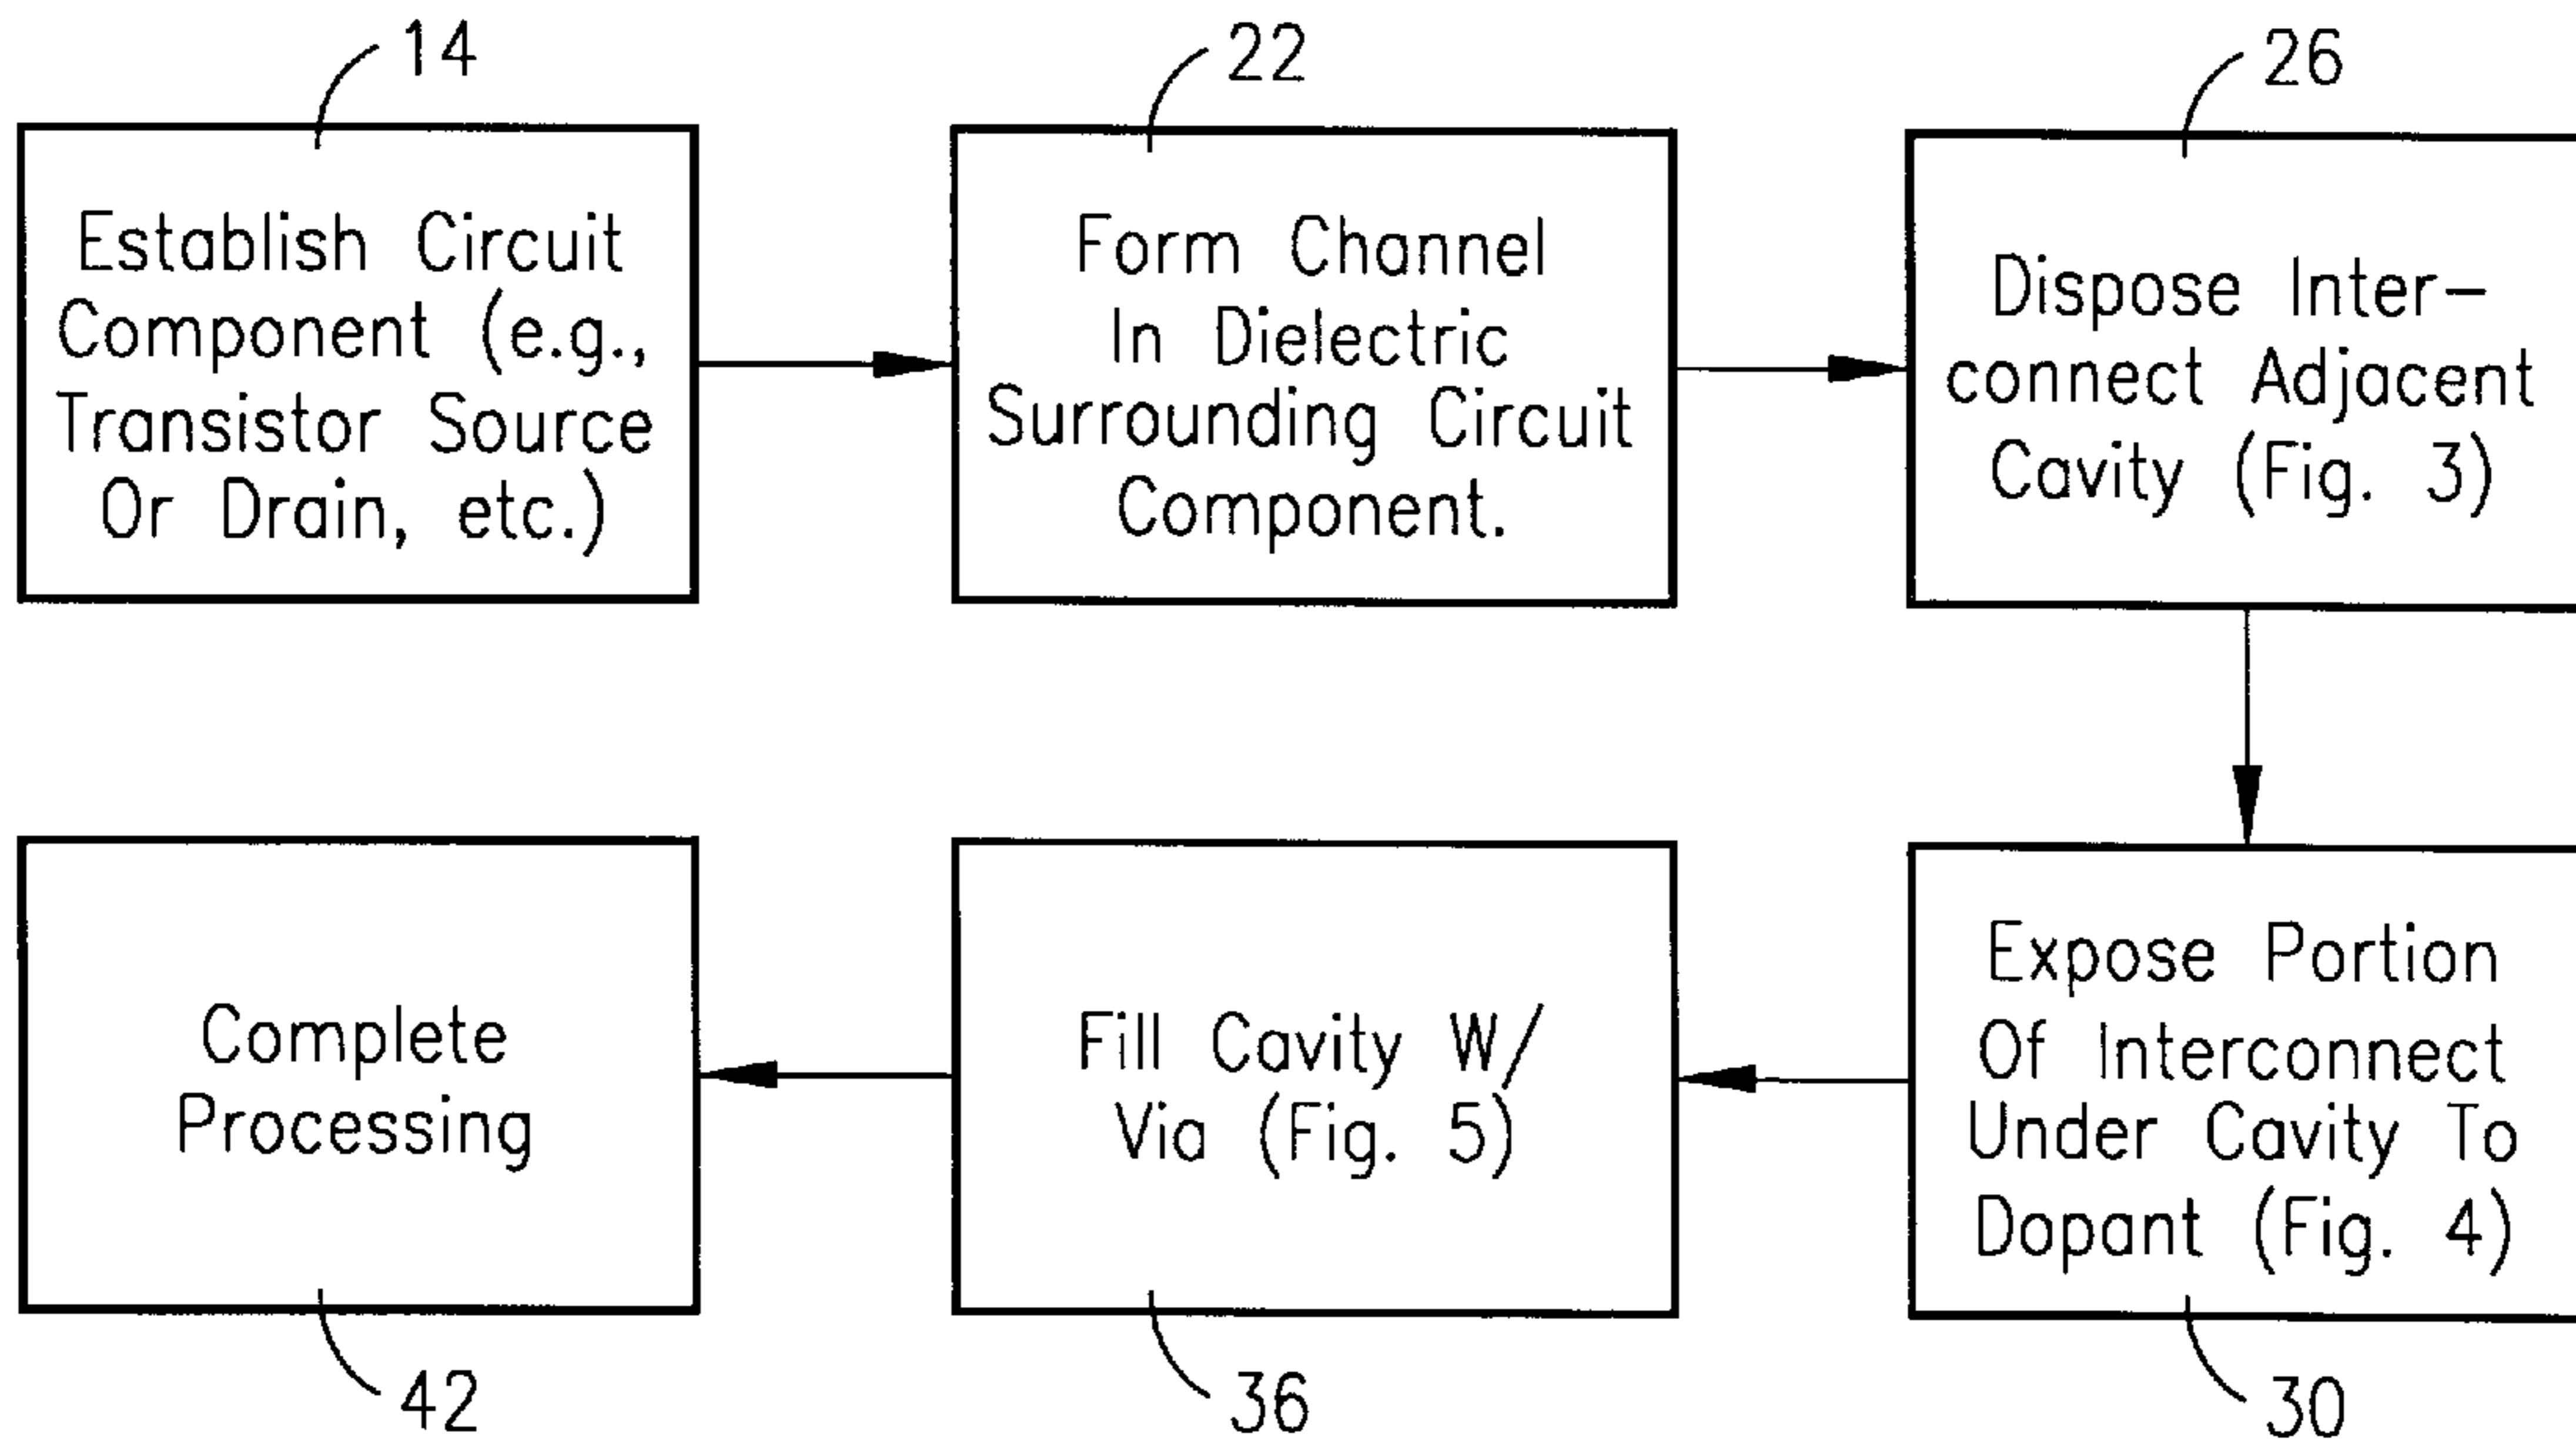 14
Establish Circuit
Component (e.g.,
Transistor Source
Or Drain, etc.)
22
Form Channel
In Dielectric
Surrounding Circuit
Component.
26
Dispose Inter-
connect Adjacent
Cavity (Fig. 3)
Expose Portion
Of Interconnect
Under Cavity To
Dopant (Fig. 4)
30
Fill Cavity W/
Via (Fig. 5)
36
Complete
Processing
42